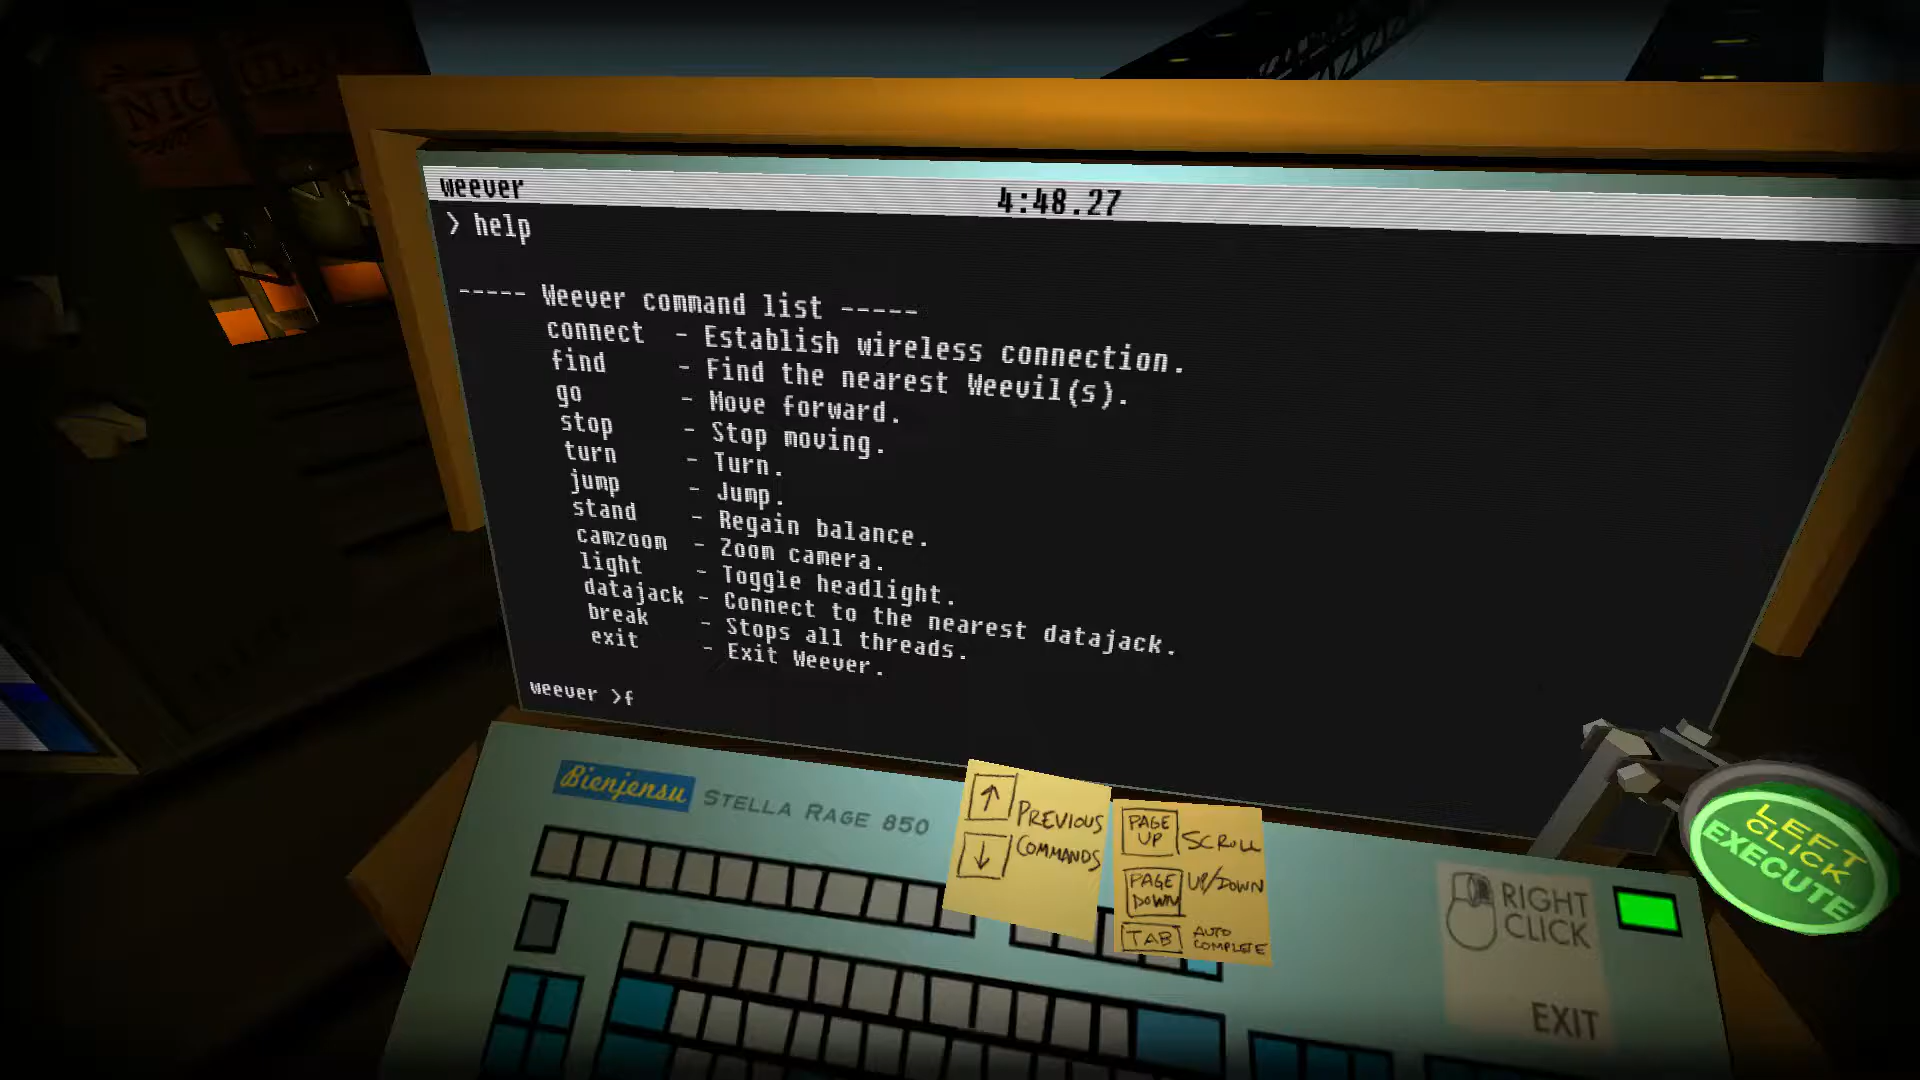 NIC
weever 4:48.27
❯ help
----- Weever command list -----
connect - Establish wireless connection.
find - Find the nearest Weevil(s).
go - Move forward.
stop - Stop moving.
turn - Turn.
jump - Jump.
stand - Regain balance.
camzoom - Zoom camera.
light - Toggle headlight.
datajack - Connect to the nearest datajack.
break - Stops all threads.
exit - Exit Weever.
weever ❯f
Bienjensu STELLA RAGE 850
↑ PREVIOUS
↓ COMMANDS
PAGE UP SCROLL
PAGE DOWN UP/DOWN
TAB AUTO COMPLETE
RIGHT
CLICK
EXIT
LEFT
CLICK
EXECUTE